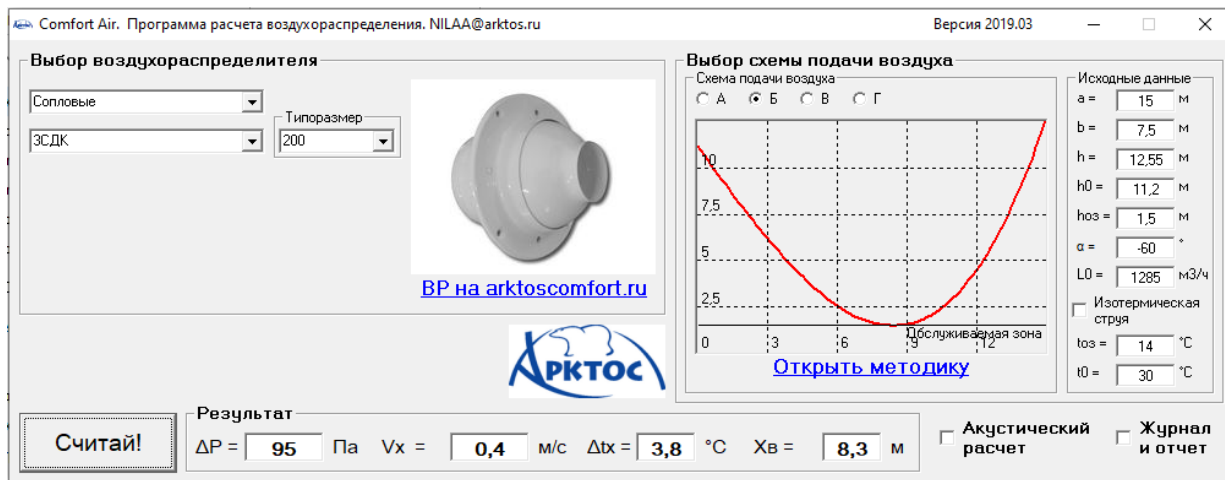 Comfort Air. Программа расчета воздухораспределения. NILAA@arktos.ru
Версия 2019.03
Выбор воздухораспределителя
Сопловые
3СДК
Типоразмер
200
ВР на arktoscomfort.ru
АРКТОС
Выбор схемы подачи воздуха
Схема подачи воздуха
А Б В Г
10
7,5
5
2,5
Обслуживаемая зона
0 3 6 9 12
Открыть методику
Исходные данные
a = 15 м
b = 7,5 м
h = 12,55 м
h0 = 11,2 м
hоз = 1,5 м
α = -60 °
L0 = 1285 м3/ч
Изотермическая
струя
tоз = 14 °C
t0 = 30 °C
Считай!
Результат
ΔP = 95 Па Vx = 0,4 м/с Δtx = 3,8 °C Xв = 8,3 м
Акустический
расчет
Журнал
и отчет